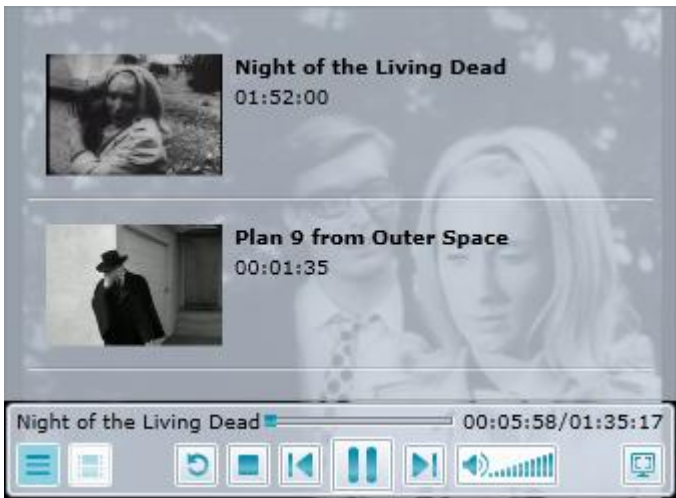 Night of the Living Dead
01:52:00
Plan 9 from Outer Space
00:01:35
Night of the Living Dead 00:05:58/01:35:17